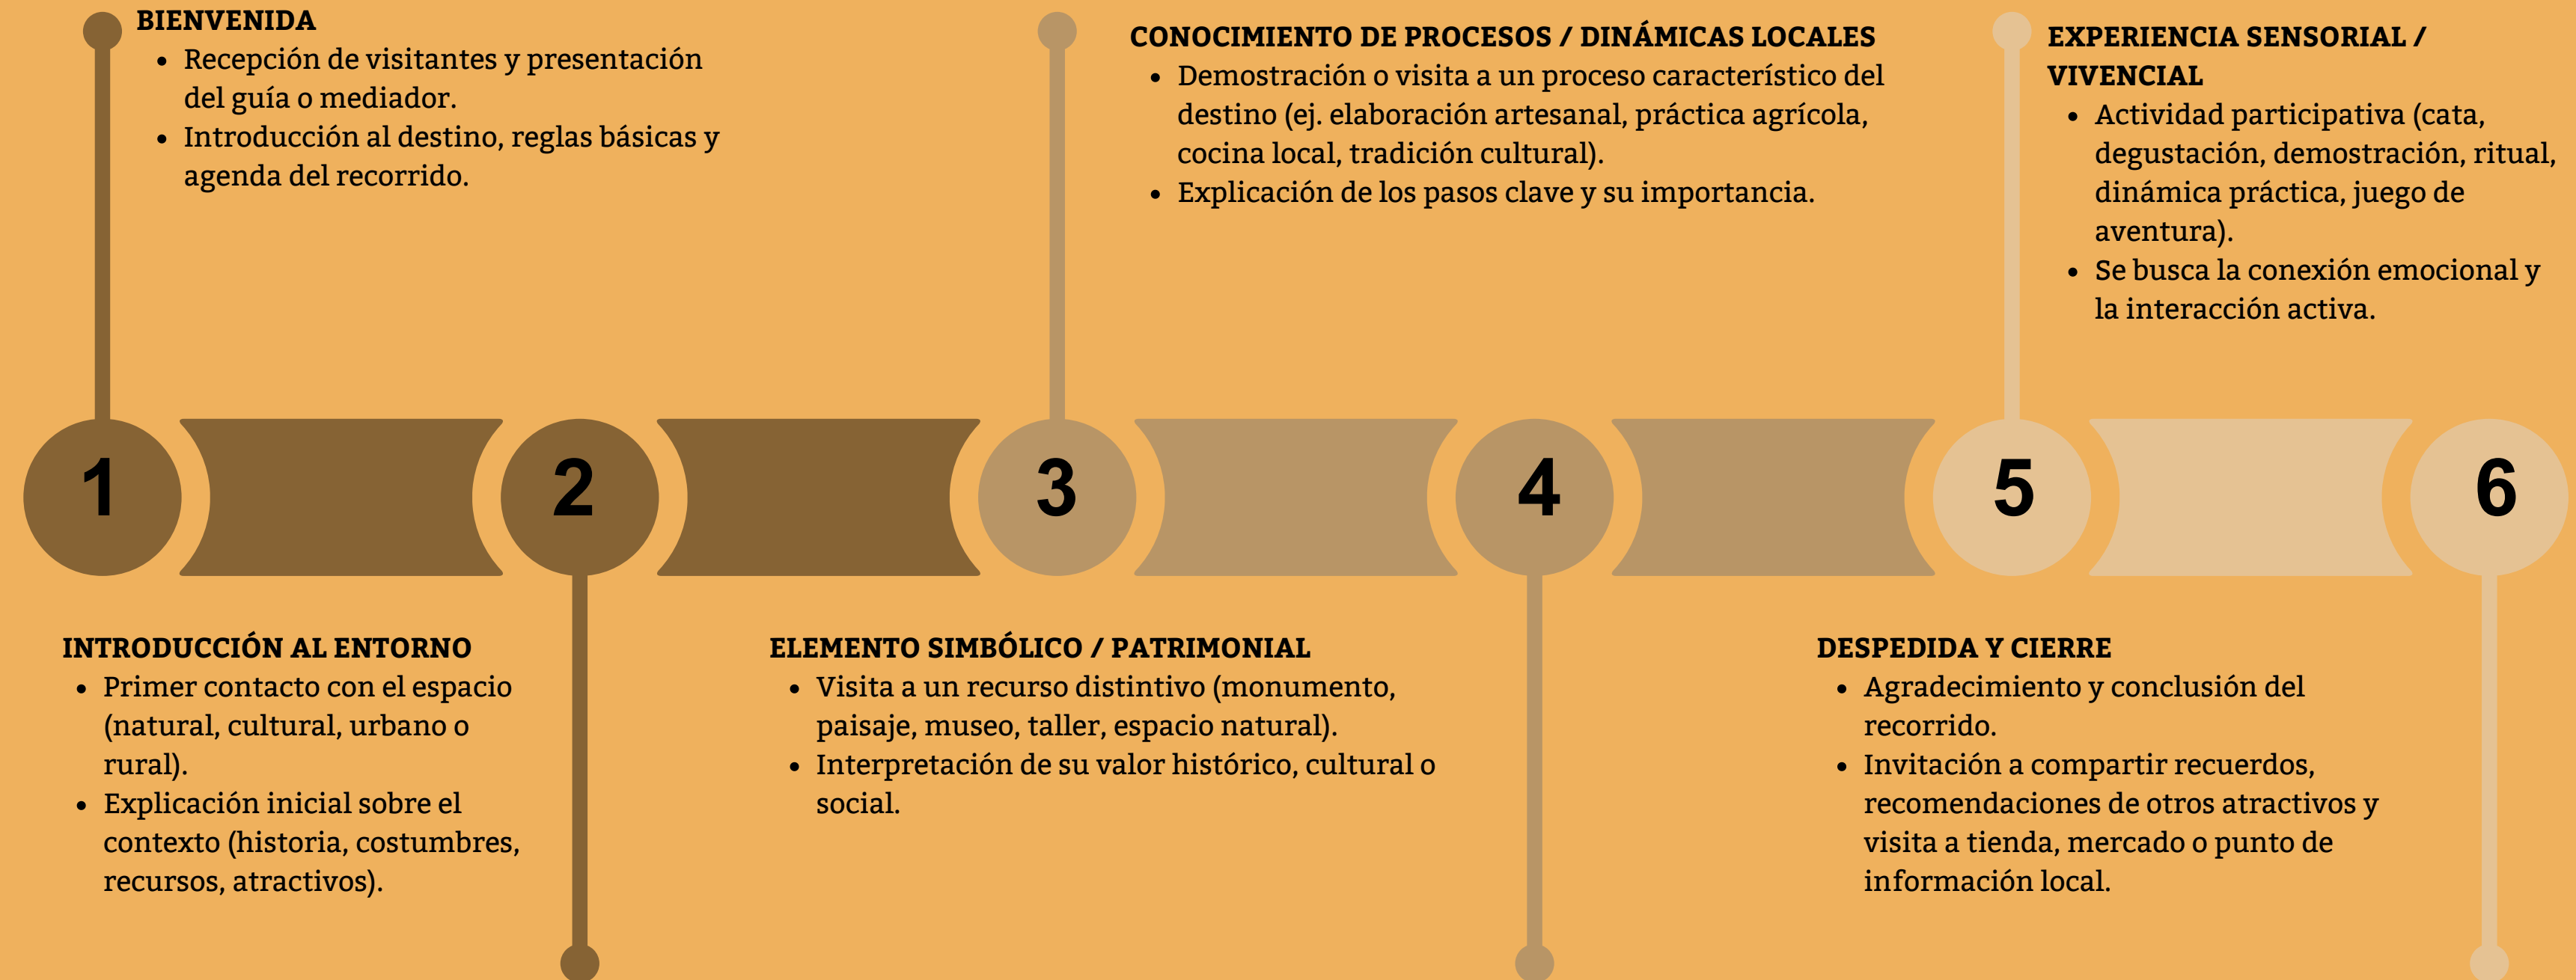 BIENVENIDA
• Recepción de visitantes y presentación
del guía o mediador.
• Introducción al destino, reglas básicas y
agenda del recorrido.
CONOCIMIENTO DE PROCESOS / DINÁMICAS LOCALES
• Demostración o visita a un proceso característico del
destino (ej. elaboración artesanal, práctica agrícola,
cocina local, tradición cultural).
• Explicación de los pasos clave y su importancia.
EXPERIENCIA SENSORIAL /
VIVENCIAL
• Actividad participativa (cata,
degustación, demostración, ritual,
dinámica práctica, juego de
aventura).
• Se busca la conexión emocional y
la interacción activa.
1
2
3
4
5
6
INTRODUCCIÓN AL ENTORNO
• Primer contacto con el espacio
(natural, cultural, urbano o
rural).
• Explicación inicial sobre el
contexto (historia, costumbres,
recursos, atractivos).
ELEMENTO SIMBÓLICO / PATRIMONIAL
• Visita a un recurso distintivo (monumento,
paisaje, museo, taller, espacio natural).
• Interpretación de su valor histórico, cultural o
social.
DESPEDIDA Y CIERRE
• Agradecimiento y conclusión del
recorrido.
• Invitación a compartir recuerdos,
recomendaciones de otros atractivos y
visita a tienda, mercado o punto de
información local.